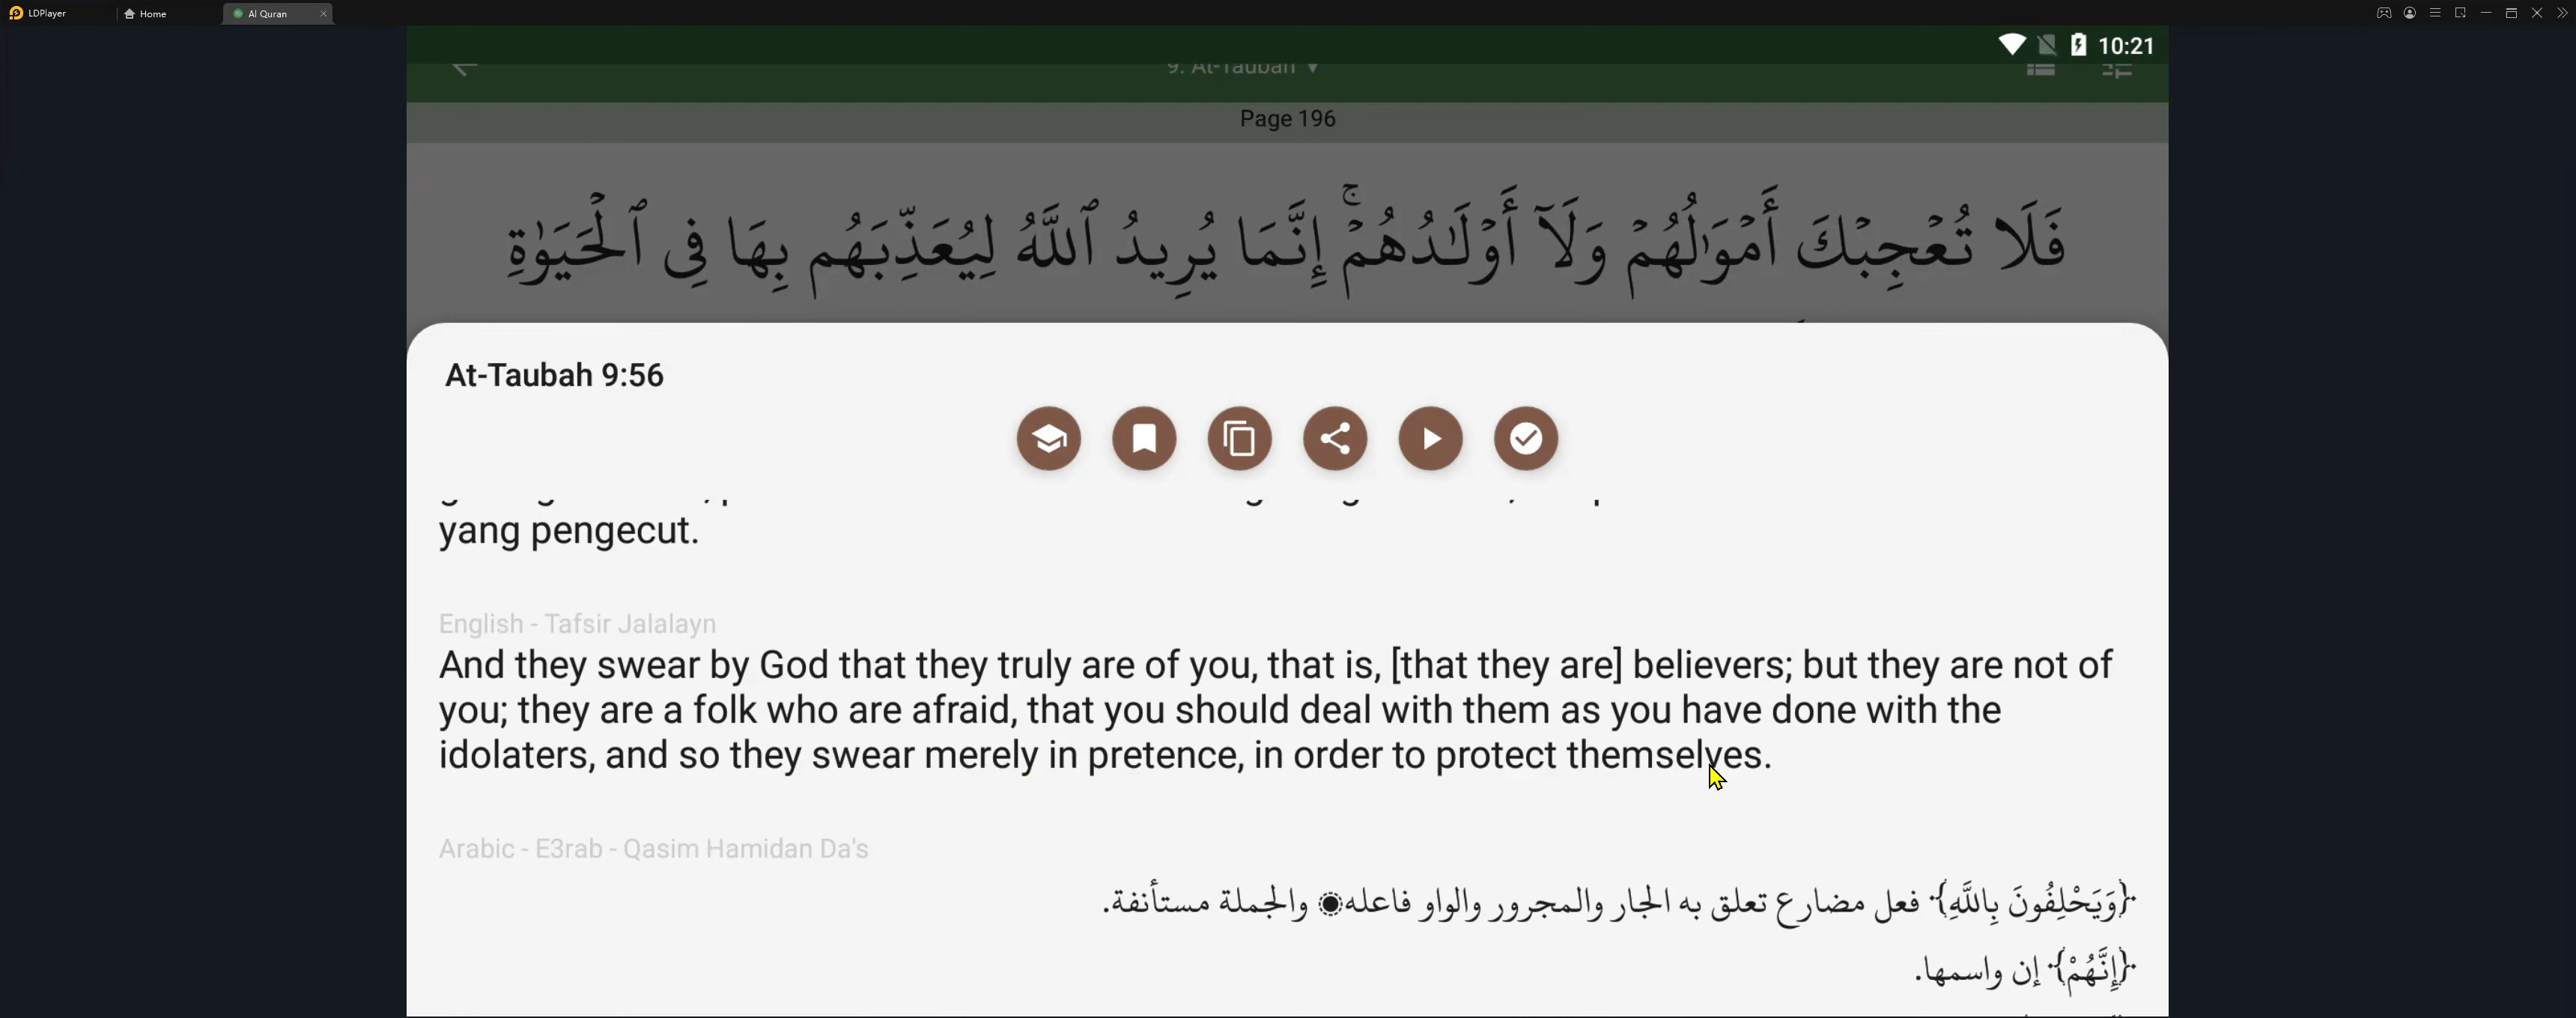 LDPlayer
Home
Al Quran
10:21
9. At-Taubah ▼
Page 196
فَلَا تُعْجِبْكَ أَمْوَٰلُهُمْ وَلَآ أَوْلَـٰدُهُمْ ۚ إِنَّمَا يُرِيدُ ٱللَّهُ لِيُعَذِّبَهُم بِهَا فِى ٱلْحَيَوٰةِ
At-Taubah 9:56
yang pengecut.
English - Tafsir Jalalayn
And they swear by God that they truly are of you, that is, [that they are] believers; but they are not of
you; they are a folk who are afraid, that you should deal with them as you have done with the
idolaters, and so they swear merely in pretence, in order to protect themselves.
Arabic - E3rab - Qasim Hamidan Da's
{وَيَحْلِفُونَ بِاللَّهِ} فعل مضارع تعلق به الجار والمجرور والواو فاعله والجملة مستأنفة.
{إِنَّهُمْ} إن واسمها.